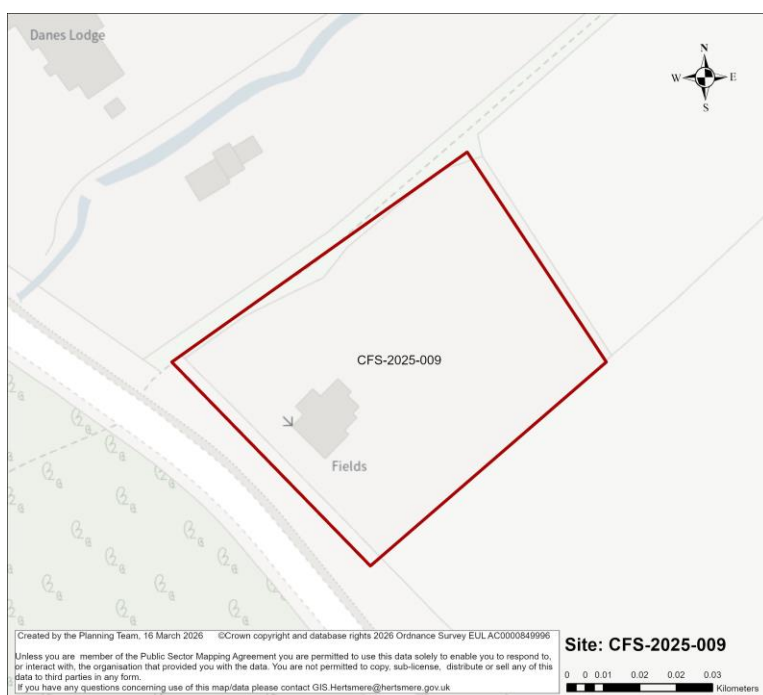 Danes Lodge
N
W E
S
CFS-2025-009
Fields
Created by the Planning Team, 16 March 2026 ©Crown copyright and database rights 2026 Ordnance Survey EUL AC0000849996
Unless you are member of the Public Sector Mapping Agreement you are permitted to use this data solely to enable you to respond to,
or interact with, the organisation that provided you with the data. You are not permitted to copy, sub-license, distribute or sell any of this
data to third parties in any form.
If you have any questions concerning use of this map/data please contact GIS.Hertsmere@hertsmere.gov.uk
Site: CFS-2025-009
0 0 0.01 0.02 0.02 0.03
Kilometers